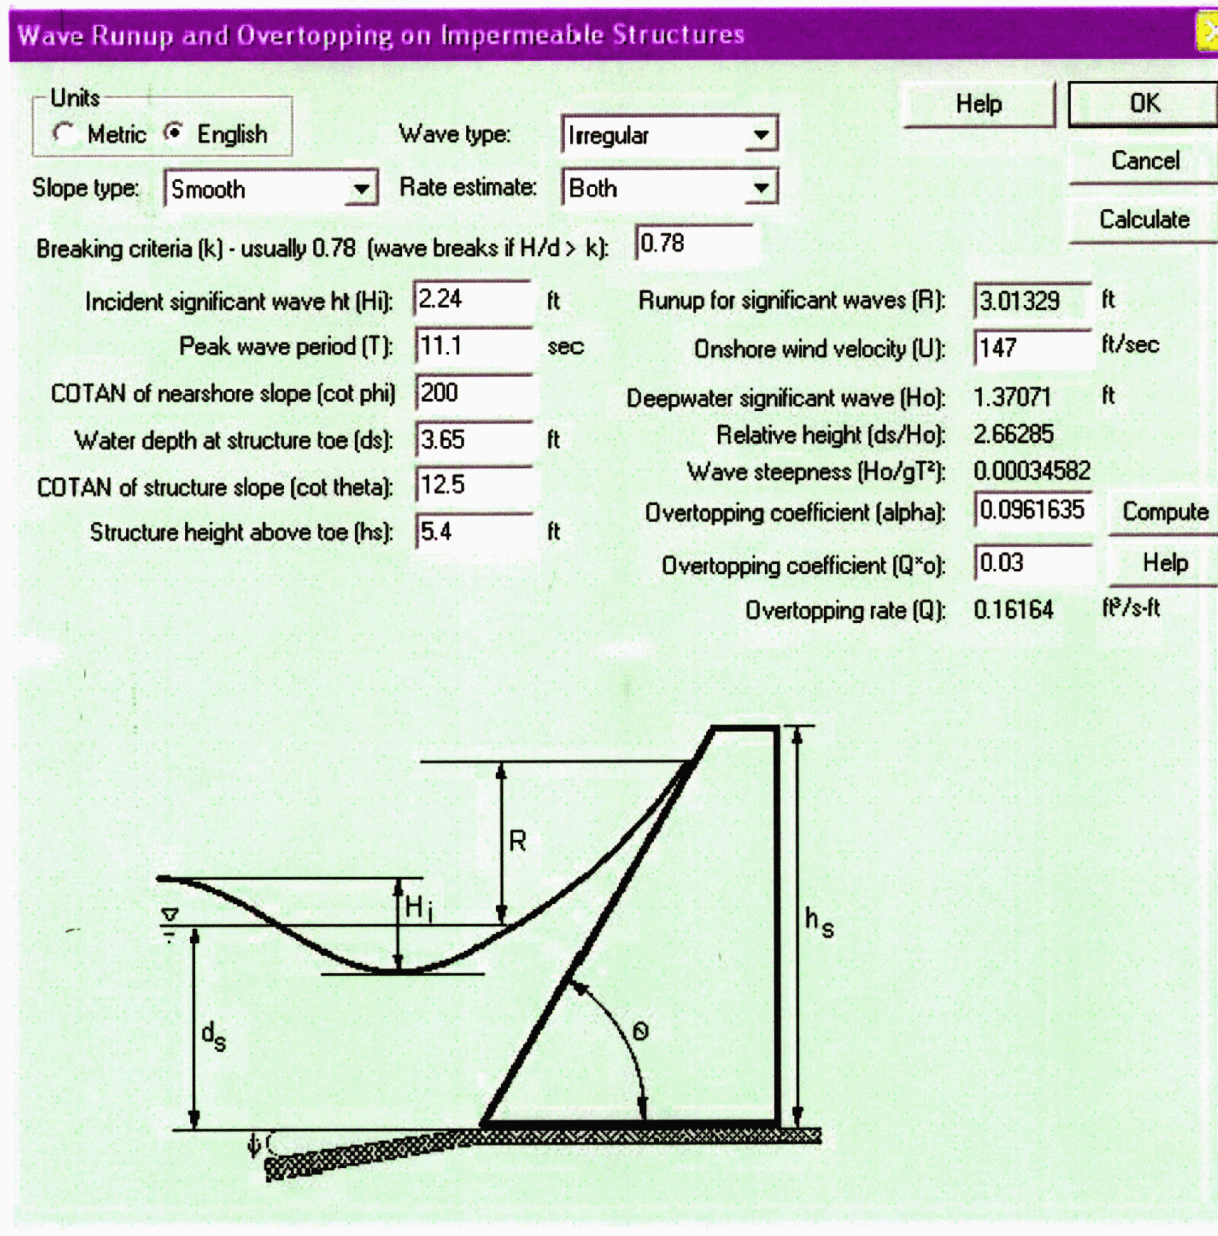 Wave Runup and Overtopping on Impermeable Structures
Units
Metric English
Wave type: Irregular
Help
OK
Cancel
Slope type: Smooth
Rate estimate: Both
Calculate
Breaking criteria (k) - usually 0.78 (wave breaks if H/d > k): 0.78
Incident significant wave ht (Hi): 2.24 ft
Runup for significant waves (R): 3.01329 ft
Peak wave period (T): 11.1 sec
Onshore wind velocity (U): 147 ft/sec
COTAN of nearshore slope (cot phi) 200
Deepwater significant wave (Ho): 1.37071 ft
Water depth at structure toe (ds): 3.65 ft
Relative height (ds/Ho): 2.66285
COTAN of structure slope (cot theta): 12.5
Wave steepness (Ho/gT²): 0.00034582
Structure height above toe (hs): 5.4 ft
Overtopping coefficient (alpha): 0.0961635 Compute
Overtopping coefficient (Q*o): 0.03 Help
Overtopping rate (Q): 0.16164 ft³/s-ft
R
Hi
hs
ds
θ
ψ